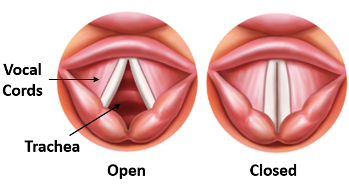 Vocal
Cords
Trachea
Open
Closed